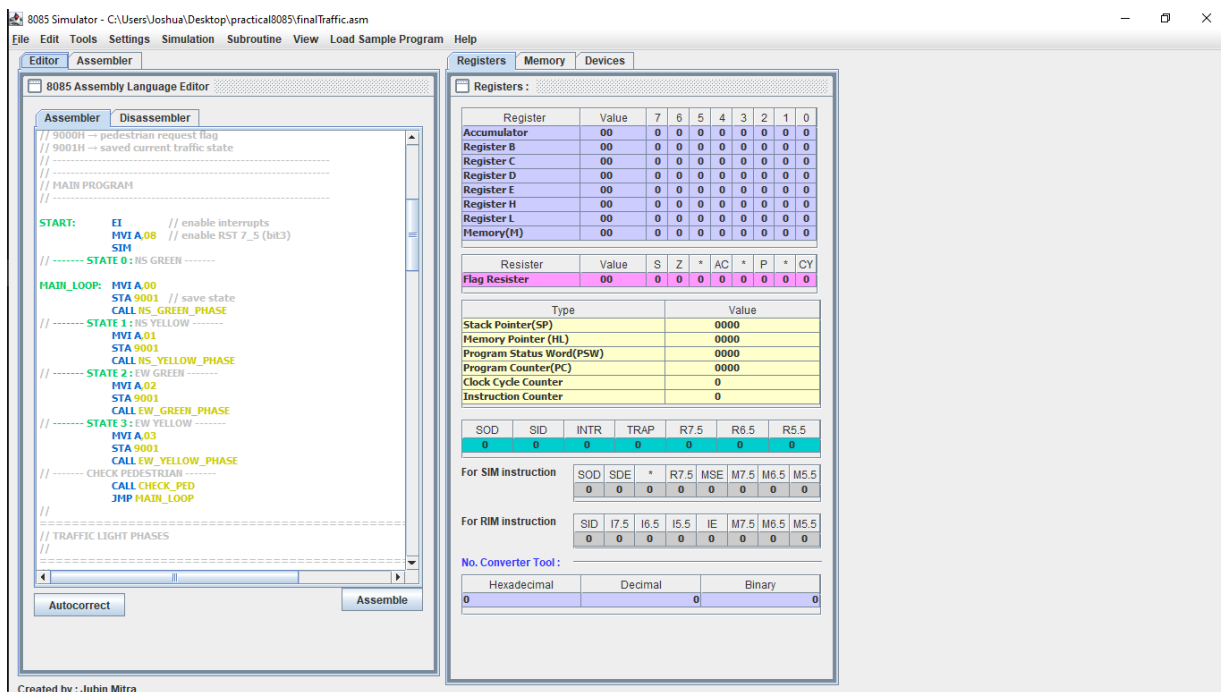 8085 Simulator - C:\Users\Joshua\Desktop\practical8085\finalTraffic.asm
File Edit Tools Settings Simulation Subroutine View Load Sample Program Help
Editor Assembler
8085 Assembly Language Editor
Assembler Disassembler
// 9000H → pedestrian request flag
// 9001H → saved current traffic state
// ------------------------------------------------------------
// ------------------------------------------------------------
// MAIN PROGRAM
// ------------------------------------------------------------
START: EI // enable interrupts
MVI A,08 // enable RST 7_5 (bit3)
SIM
// ------- STATE 0 : NS GREEN -------
MAIN_LOOP: MVI A,00
STA 9001 // save state
CALL NS_GREEN_PHASE
// ------- STATE 1 : NS YELLOW -------
MVI A,01
STA 9001
CALL NS_YELLOW_PHASE
// ------- STATE 2 : EW GREEN -------
MVI A,02
STA 9001
CALL EW_GREEN_PHASE
// ------- STATE 3 : EW YELLOW -------
MVI A,03
STA 9001
CALL EW_YELLOW_PHASE
// ------- CHECK PEDESTRIAN -------
CALL CHECK_PED
JMP MAIN_LOOP
//
==============================================
// TRAFFIC LIGHT PHASES
//
==============================================
Autocorrect Assemble
Created by : Jubin Mitra
Registers Memory Devices
Registers :
Register Value 7 6 5 4 3 2 1 0
Accumulator 00 0 0 0 0 0 0 0 0
Register B 00 0 0 0 0 0 0 0 0
Register C 00 0 0 0 0 0 0 0 0
Register D 00 0 0 0 0 0 0 0 0
Register E 00 0 0 0 0 0 0 0 0
Register H 00 0 0 0 0 0 0 0 0
Register L 00 0 0 0 0 0 0 0 0
Memory(M) 00 0 0 0 0 0 0 0 0
Resister Value S Z * AC * P * CY
Flag Resister 00 0 0 0 0 0 0 0 0
Type Value
Stack Pointer(SP) 0000
Memory Pointer (HL) 0000
Program Status Word(PSW) 0000
Program Counter(PC) 0000
Clock Cycle Counter 0
Instruction Counter 0
SOD SID INTR TRAP R7.5 R6.5 R5.5
0 0 0 0 0 0 0
For SIM instruction SOD SDE * R7.5 MSE M7.5 M6.5 M5.5
0 0 0 0 0 0 0 0
For RIM instruction SID I7.5 I6.5 I5.5 IE M7.5 M6.5 M5.5
0 0 0 0 0 0 0 0
No. Converter Tool :
Hexadecimal Decimal Binary
0 0 0